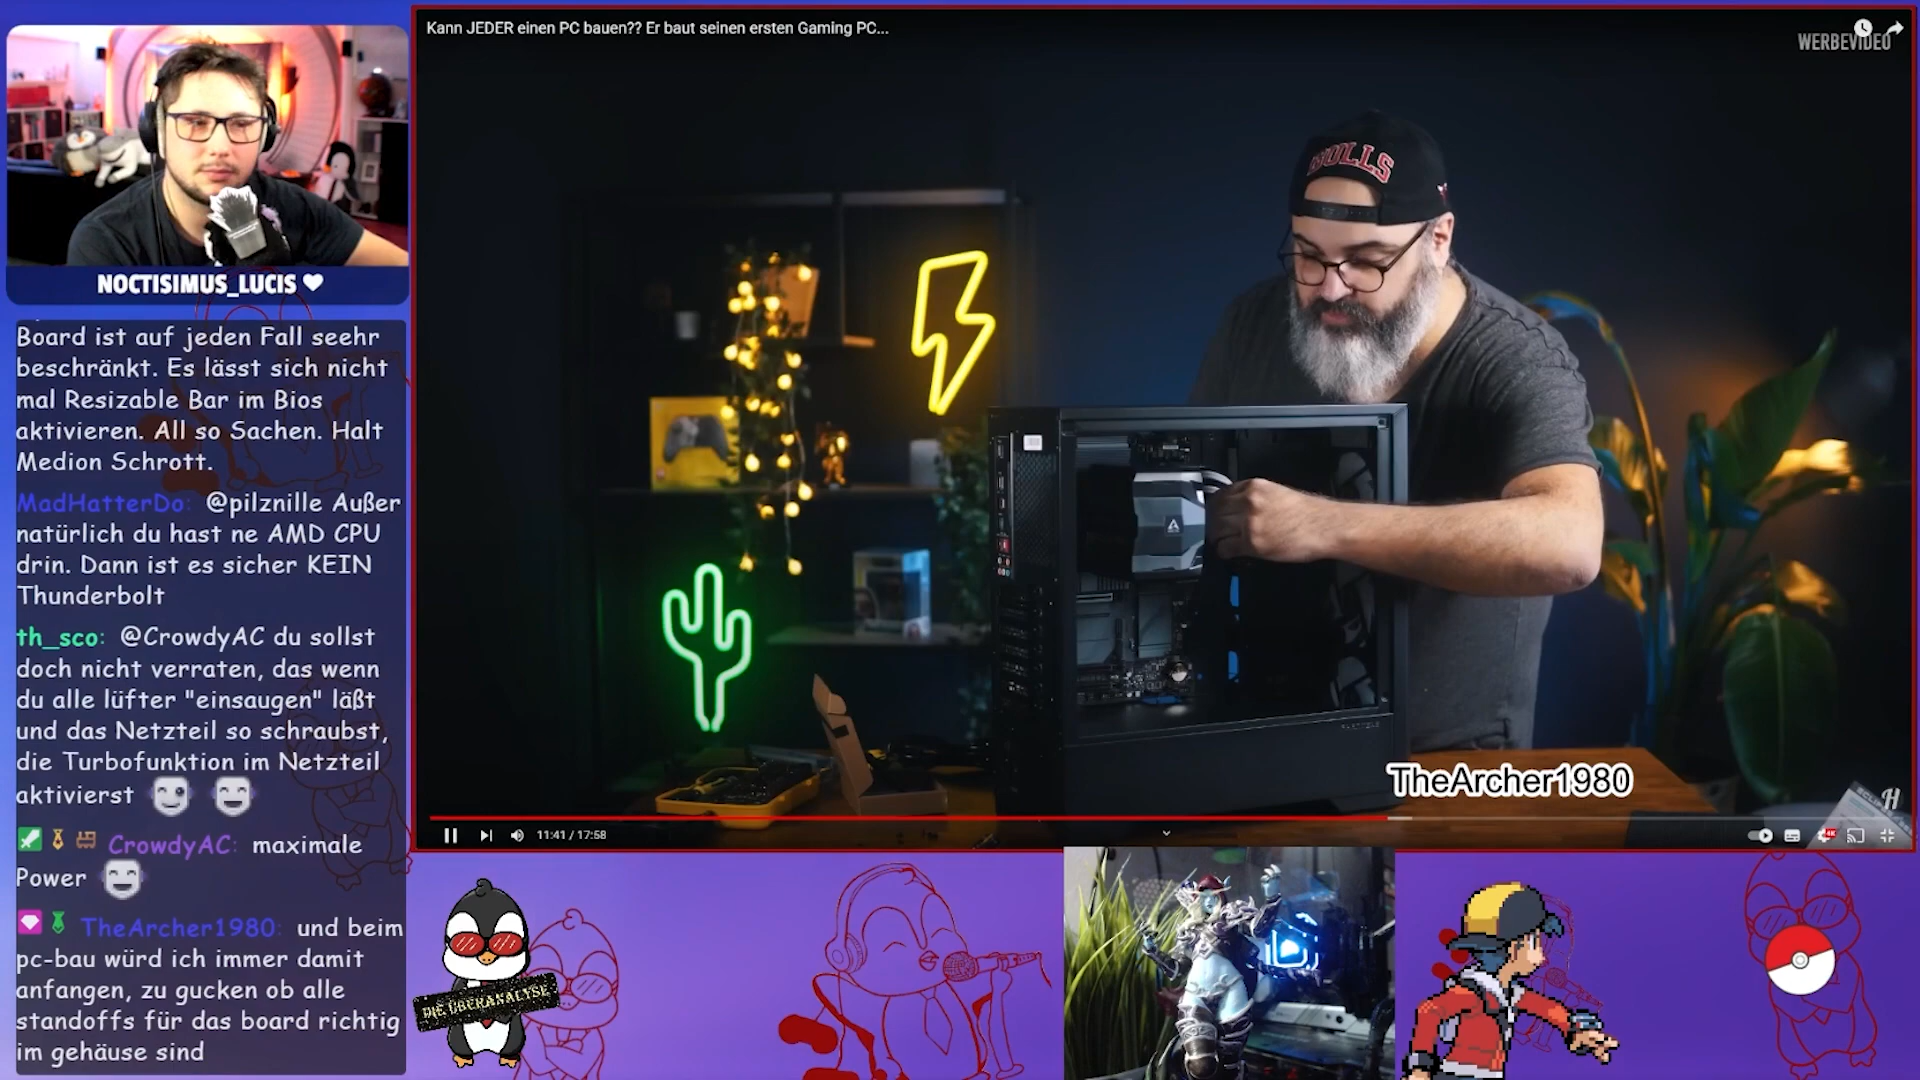 Kann JEDER einen PC bauen?? Er baut seinen ersten Gaming PC...
WERBEVIDEO
NOCTISIMUS_LUCIS
Board ist auf jeden Fall seehr
beschränkt. Es lässt sich nicht
mal Resizable Bar im Bios
aktivieren. All so Sachen. Halt
Medion Schrott.
MadHatterDo: @pilznille Außer
natürlich du hast ne AMD CPU
drin. Dann ist es sicher KEIN
Thunderbolt
th_sco: @CrowdyAC du sollst
doch nicht verraten, das wenn
du alle lüfter "einsaugen" läßt
und das Netzteil so schraubst,
die Turbofunktion im Netzteil
aktivierst
CrowdyAC: maximale
Power
TheArcher1980: und beim
pc-bau würd ich immer damit
anfangen, zu gucken ob alle
standoffs für das board richtig
im gehäuse sind
BULLS
TheArcher1980
H
11:41 / 17:58
4K
DIE ÜBERANALYSE